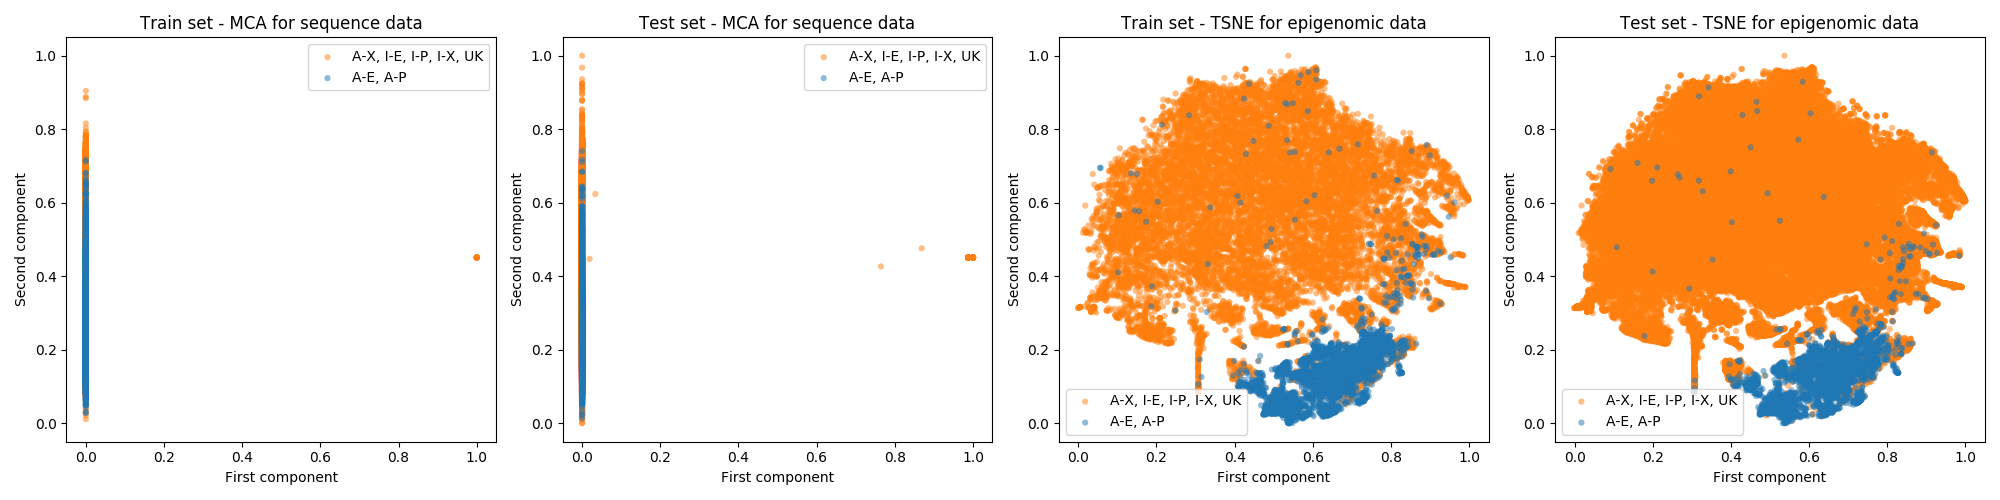 Train set - MCA for sequence data
A-X, I-E, I-P, I-X, UK
A-E, A-P
1.0
0.8
0.6
0.4
0.2
0.0
Second component
0.0 0.2 0.4 0.6 0.8 1.0
First component
Test set - MCA for sequence data
A-X, I-E, I-P, I-X, UK
A-E, A-P
1.0
0.8
0.6
0.4
0.2
0.0
Second component
0.0 0.2 0.4 0.6 0.8 1.0
First component
Train set - TSNE for epigenomic data
1.0
0.8
0.6
0.4
0.2
0.0
Second component
A-X, I-E, I-P, I-X, UK
A-E, A-P
0.0 0.2 0.4 0.6 0.8 1.0
First component
Test set - TSNE for epigenomic data
1.0
0.8
0.6
0.4
0.2
0.0
Second component
A-X, I-E, I-P, I-X, UK
A-E, A-P
0.0 0.2 0.4 0.6 0.8 1.0
First component